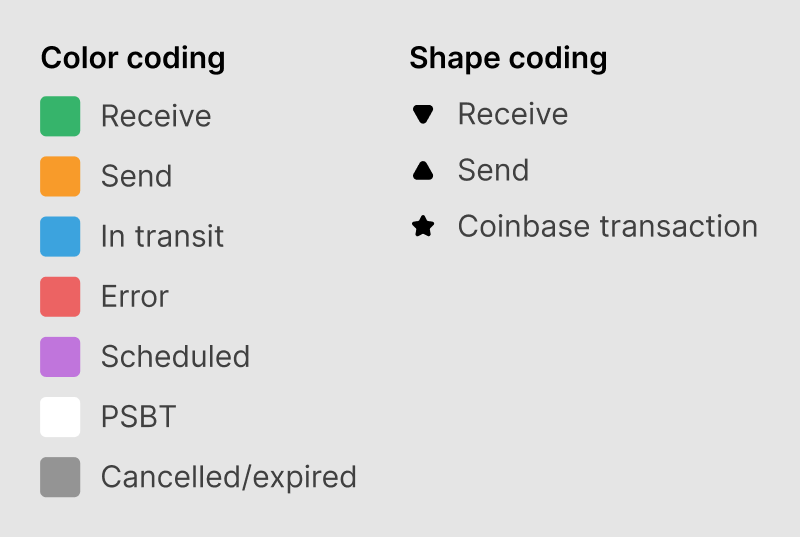 Color coding
Receive
Send
In transit
Error
Scheduled
PSBT
Cancelled/expired
Shape coding
Receive
Send
Coinbase transaction